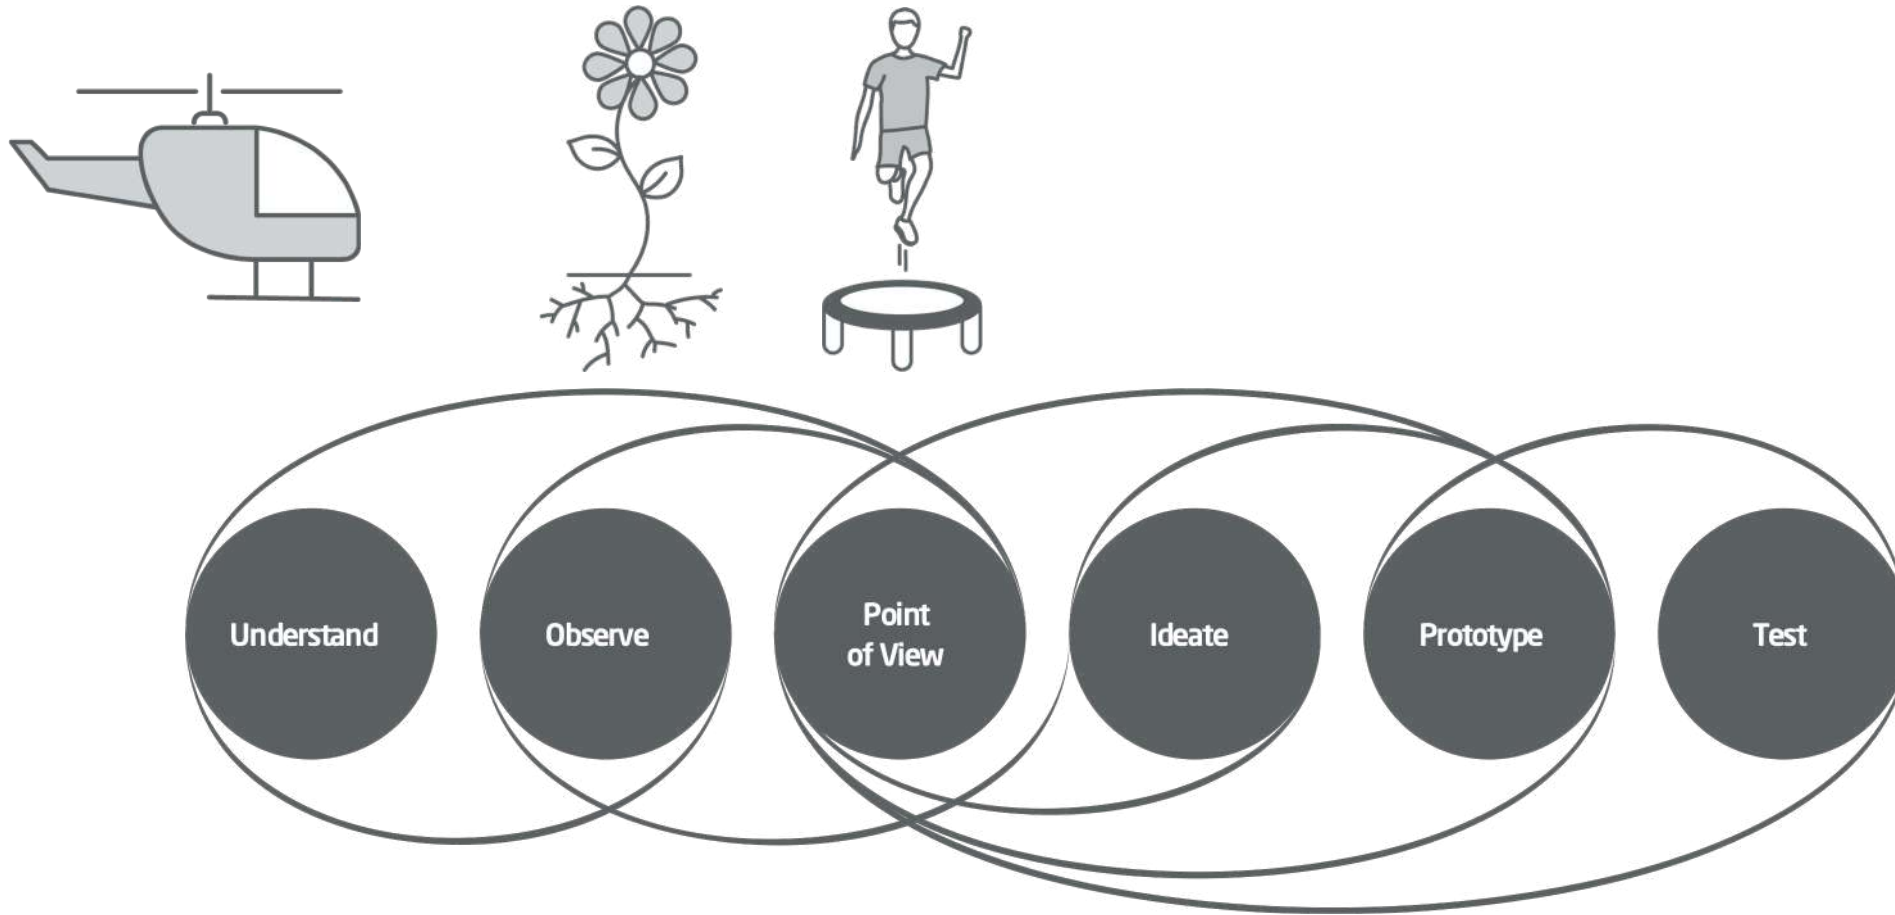 Understand
Observe
Point
of View
Ideate
Prototype
Test